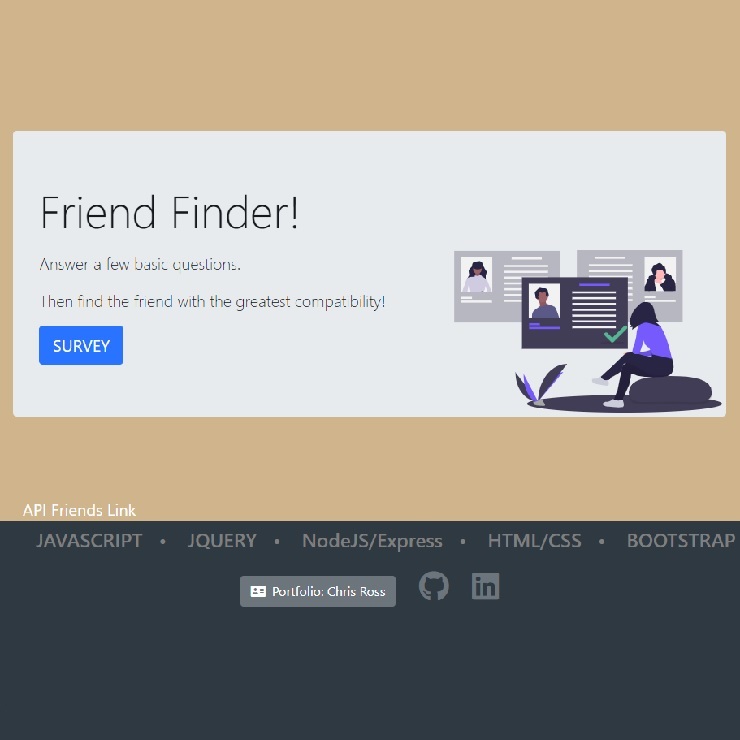 Friend Finder!
Answer a few basic questions.
Then find the friend with the greatest compatibility!
SURVEY
API Friends Link
JAVASCRIPT • JQUERY • NodeJS/Express • HTML/CSS • BOOTSTRAP
Portfolio: Chris Ross
in